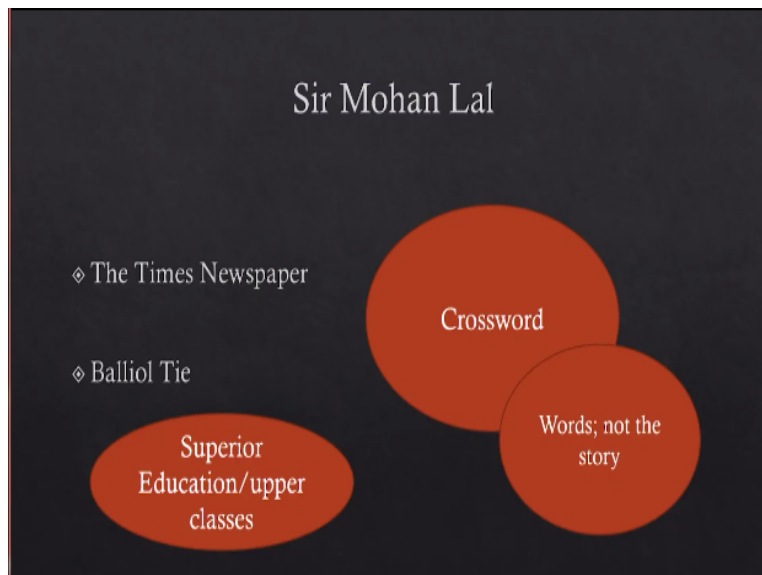 Sir Mohan Lal
The Times Newspaper
Crossword
Balliol Tie
Words; not the
story
Superior
Education/upper
classes